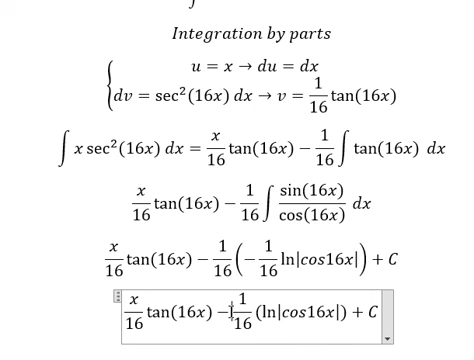 ∫
Integration by parts
{ u = x → du = dx
dv = sec²(16x) dx → v = 1/16 tan(16x)
∫ x sec²(16x) dx = x/16 tan(16x) − 1/16 ∫ tan(16x) dx
x/16 tan(16x) − 1/16 ∫ sin(16x)/cos(16x) dx
x/16 tan(16x) − 1/16 (−1/16 ln|cos16x|) + C
x/16 tan(16x) − 1/16 (ln|cos16x|) + C